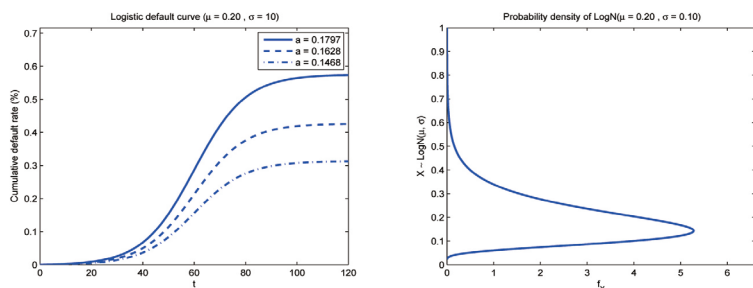 Logistic default curve (μ = 0.20 , σ = 10)
0.7
0.6
0.5
0.4
0.3
0.2
0.1
0
Cumulative default rate (%)
a = 0.1797
a = 0.1628
a = 0.1468
0 20 40 60 80 100 120
t
Probability density of LogN(μ = 0.20 , σ = 0.10)
1
0.9
0.8
0.7
0.6
0.5
0.4
0.3
0.2
0.1
0
X ~ LogN(μ, σ)
0 1 2 3 4 5 6
fₓ